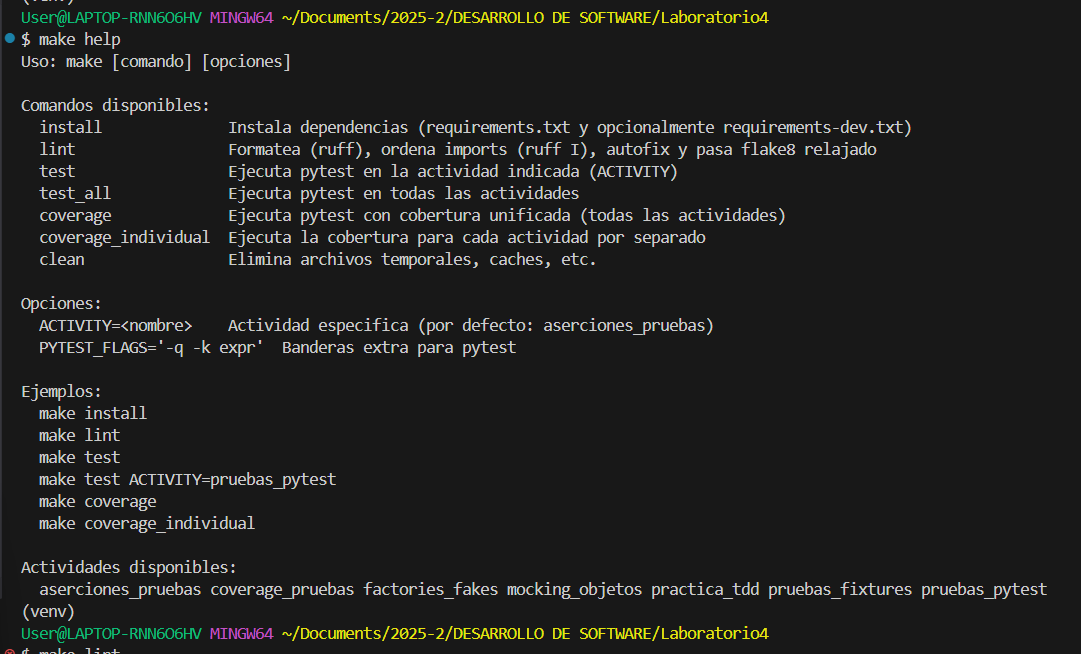 (venv)
User@LAPTOP-RNN6O6HV MINGW64 ~/Documents/2025-2/DESARROLLO DE SOFTWARE/Laboratorio4
$ make help
Uso: make [comando] [opciones]
Comandos disponibles:
install Instala dependencias (requirements.txt y opcionalmente requirements-dev.txt)
lint Formatea (ruff), ordena imports (ruff I), autofix y pasa flake8 relajado
test Ejecuta pytest en la actividad indicada (ACTIVITY)
test_all Ejecuta pytest en todas las actividades
coverage Ejecuta pytest con cobertura unificada (todas las actividades)
coverage_individual Ejecuta la cobertura para cada actividad por separado
clean Elimina archivos temporales, caches, etc.
Opciones:
ACTIVITY=<nombre> Actividad especifica (por defecto: aserciones_pruebas)
PYTEST_FLAGS='-q -k expr' Banderas extra para pytest
Ejemplos:
make install
make lint
make test
make test ACTIVITY=pruebas_pytest
make coverage
make coverage_individual
Actividades disponibles:
aserciones_pruebas coverage_pruebas factories_fakes mocking_objetos practica_tdd pruebas_fixtures pruebas_pytest
(venv)
User@LAPTOP-RNN6O6HV MINGW64 ~/Documents/2025-2/DESARROLLO DE SOFTWARE/Laboratorio4
$ make lint